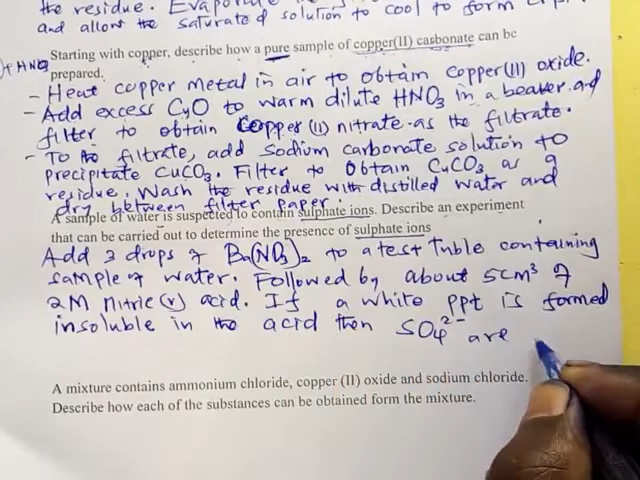 the residue. Evaporate
and allow the saturated solution to cool to form
Starting with copper, describe how a pure sample of copper(II) carbonate can be
+ HNO3
prepared.
- Heat copper metal in air to obtain copper(II) oxide.
- Add excess CuO to warm dilute HNO3 in a beaker and
filter to obtain Copper (II) nitrate as the filtrate.
- To the filtrate, add sodium carbonate solution to
precipitate CuCO3. Filter to obtain CuCO3 as a
residue. Wash the residue with distilled water and
dry between filter paper.
A sample of water is suspected to contain sulphate ions. Describe an experiment
that can be carried out to determine the presence of sulphate ions
Add 3 drops of Ba(NO3)2 to a test tube containing
sample of water. Followed by about 5cm3 of
2M nitric(V) acid. If a white ppt is formed
insoluble in the acid then SO4 2- are
A mixture contains ammonium chloride, copper (II) oxide and sodium chloride.
Describe how each of the substances can be obtained form the mixture.